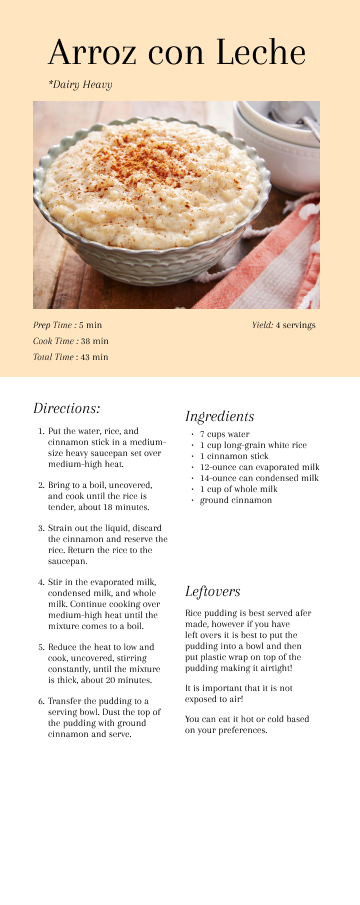 Arroz con Leche
*Dairy Heavy
Prep Time : 5 min
Cook Time : 38 min
Total Time : 43 min
Yield: 4 servings
Directions:
1. Put the water, rice, and
cinnamon stick in a medium-
size heavy saucepan set over
medium-high heat.
2. Bring to a boil, uncovered,
and cook until the rice is
tender, about 18 minutes.
3. Strain out the liquid, discard
the cinnamon and reserve the
rice. Return the rice to the
saucepan.
4. Stir in the evaporated milk,
condensed milk, and whole
milk. Continue cooking over
medium-high heat until the
mixture comes to a boil.
5. Reduce the heat to low and
cook, uncovered, stirring
constantly, until the mixture
is thick, about 20 minutes.
6. Transfer the pudding to a
serving bowl. Dust the top of
the pudding with ground
cinnamon and serve.
Ingredients
• 7 cups water
• 1 cup long-grain white rice
• 1 cinnamon stick
• 12-ounce can evaporated milk
• 14-ounce can condensed milk
• 1 cup of whole milk
• ground cinnamon
Leftovers
Rice pudding is best served afer
made, however if you have
left overs it is best to put the
pudding into a bowl and then
put plastic wrap on top of the
pudding making it airtight!
It is important that it is not
exposed to air!
You can eat it hot or cold based
on your preferences.